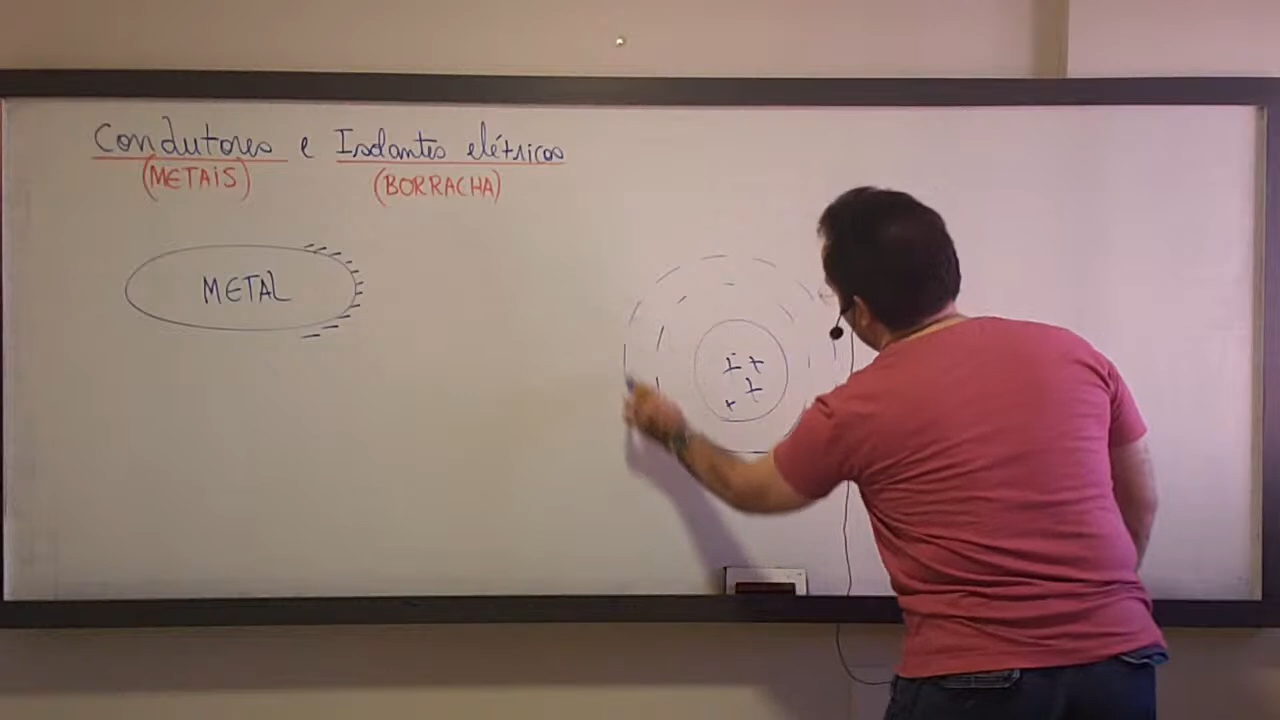 Condutores e Isolantes elétricos
(METAIS) (BORRACHA)
METAL
+ +
+
+